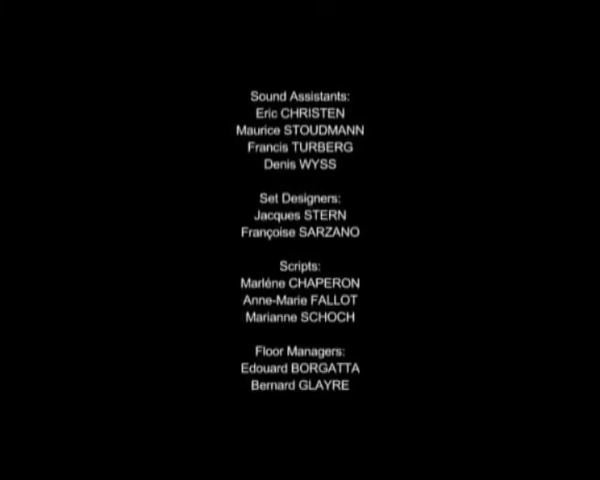 Sound Assistants:
Eric CHRISTEN
Maurice STOUDMANN
Francis TURBERG
Denis WYSS
Set Designers:
Jacques STERN
Françoise SARZANO
Scripts:
Marlène CHAPERON
Anne-Marie FALLOT
Marianne SCHOCH
Floor Managers:
Edouard BORGATTA
Bernard GLAYRE